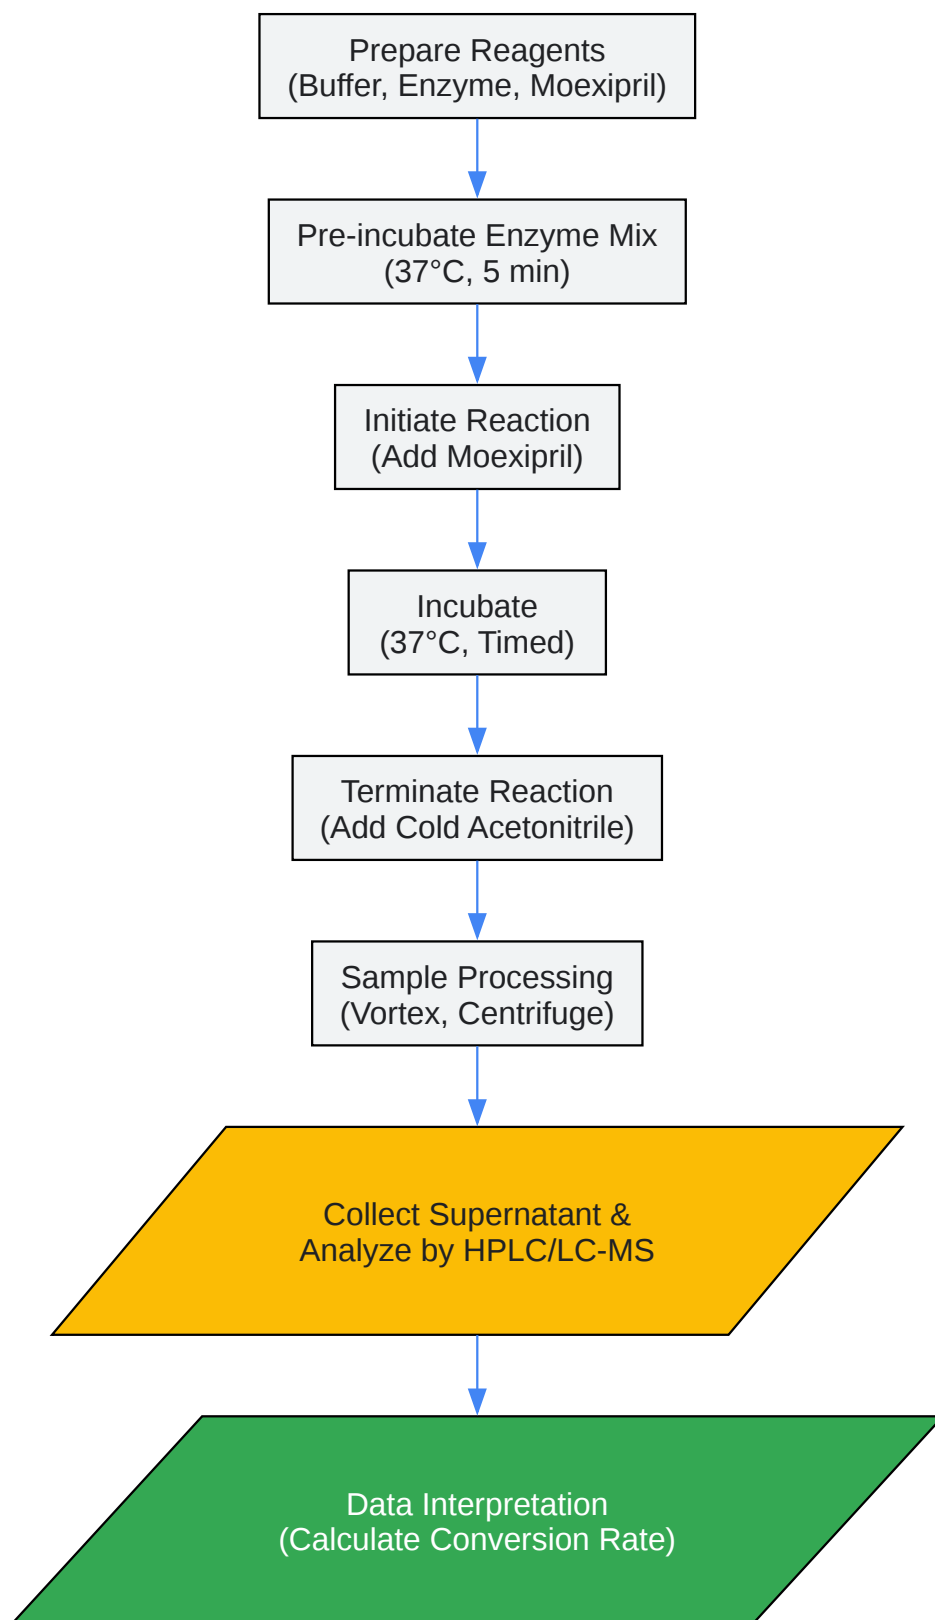 Prepare Reagents
(Buffer, Enzyme, Moexipril)
Pre-incubate Enzyme Mix
(37°C, 5 min)
Initiate Reaction
(Add Moexipril)
Incubate
(37°C, Timed)
Terminate Reaction
(Add Cold Acetonitrile)
Sample Processing
(Vortex, Centrifuge)
Collect Supernatant &
Analyze by HPLC/LC-MS
Data Interpretation
(Calculate Conversion Rate)